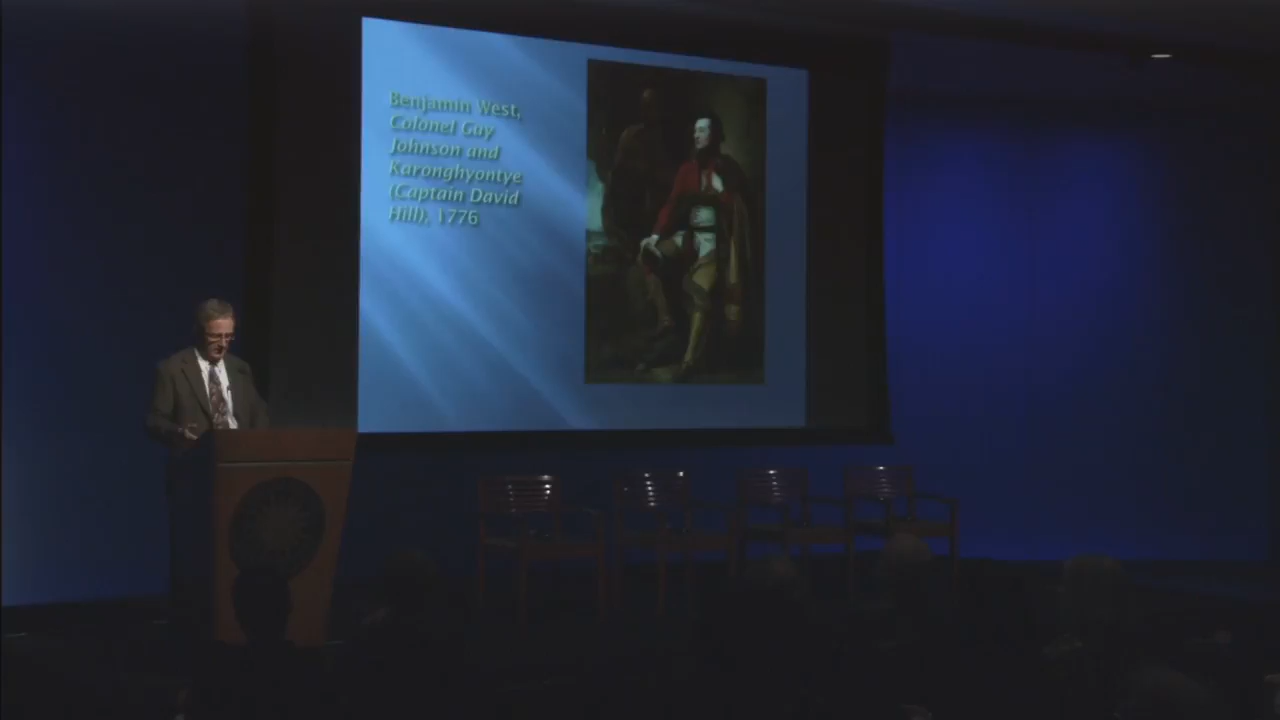 Benjamin West,
Colonel Guy
Johnson and
Karonghyontye
(Captain David
Hill), 1776